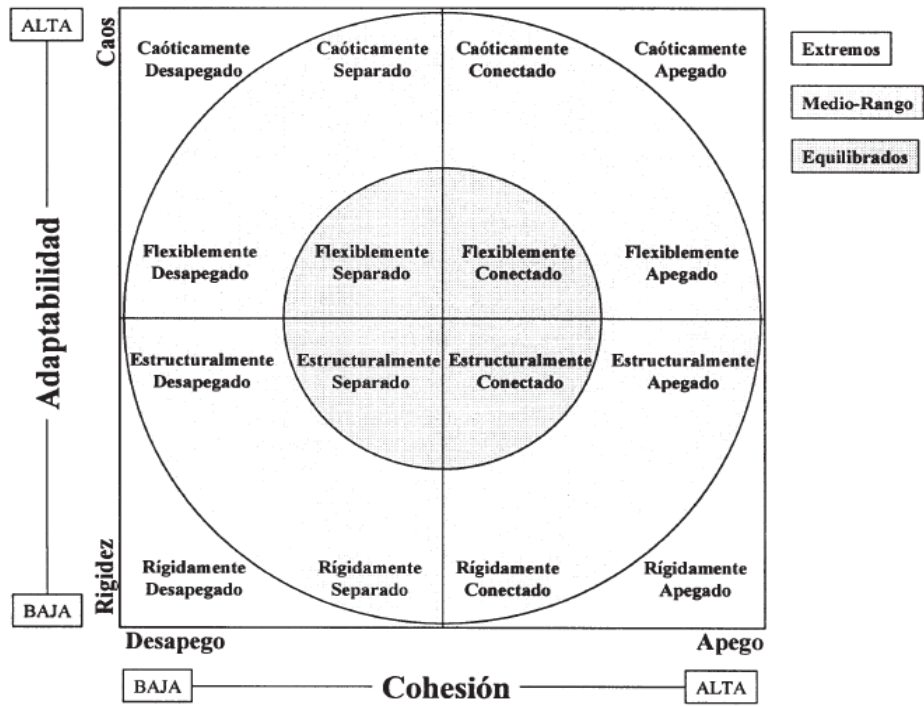 ALTA
Caos
Caóticamente
Desapegado
Caóticamente
Separado
Caóticamente
Conectado
Caóticamente
Apegado
Extremos
Medio-Rango
Equilibrados
Adaptabilidad
Flexiblemente
Desapegado
Flexiblemente
Separado
Flexiblemente
Conectado
Flexiblemente
Apegado
Estructuralmente
Desapegado
Estructuralmente
Separado
Estructuralmente
Conectado
Estructuralmente
Apegado
Rigidez
Rígidamente
Desapegado
Rígidamente
Separado
Rígidamente
Conectado
Rígidamente
Apegado
BAJA
Desapego
Apego
BAJA
Cohesión
ALTA